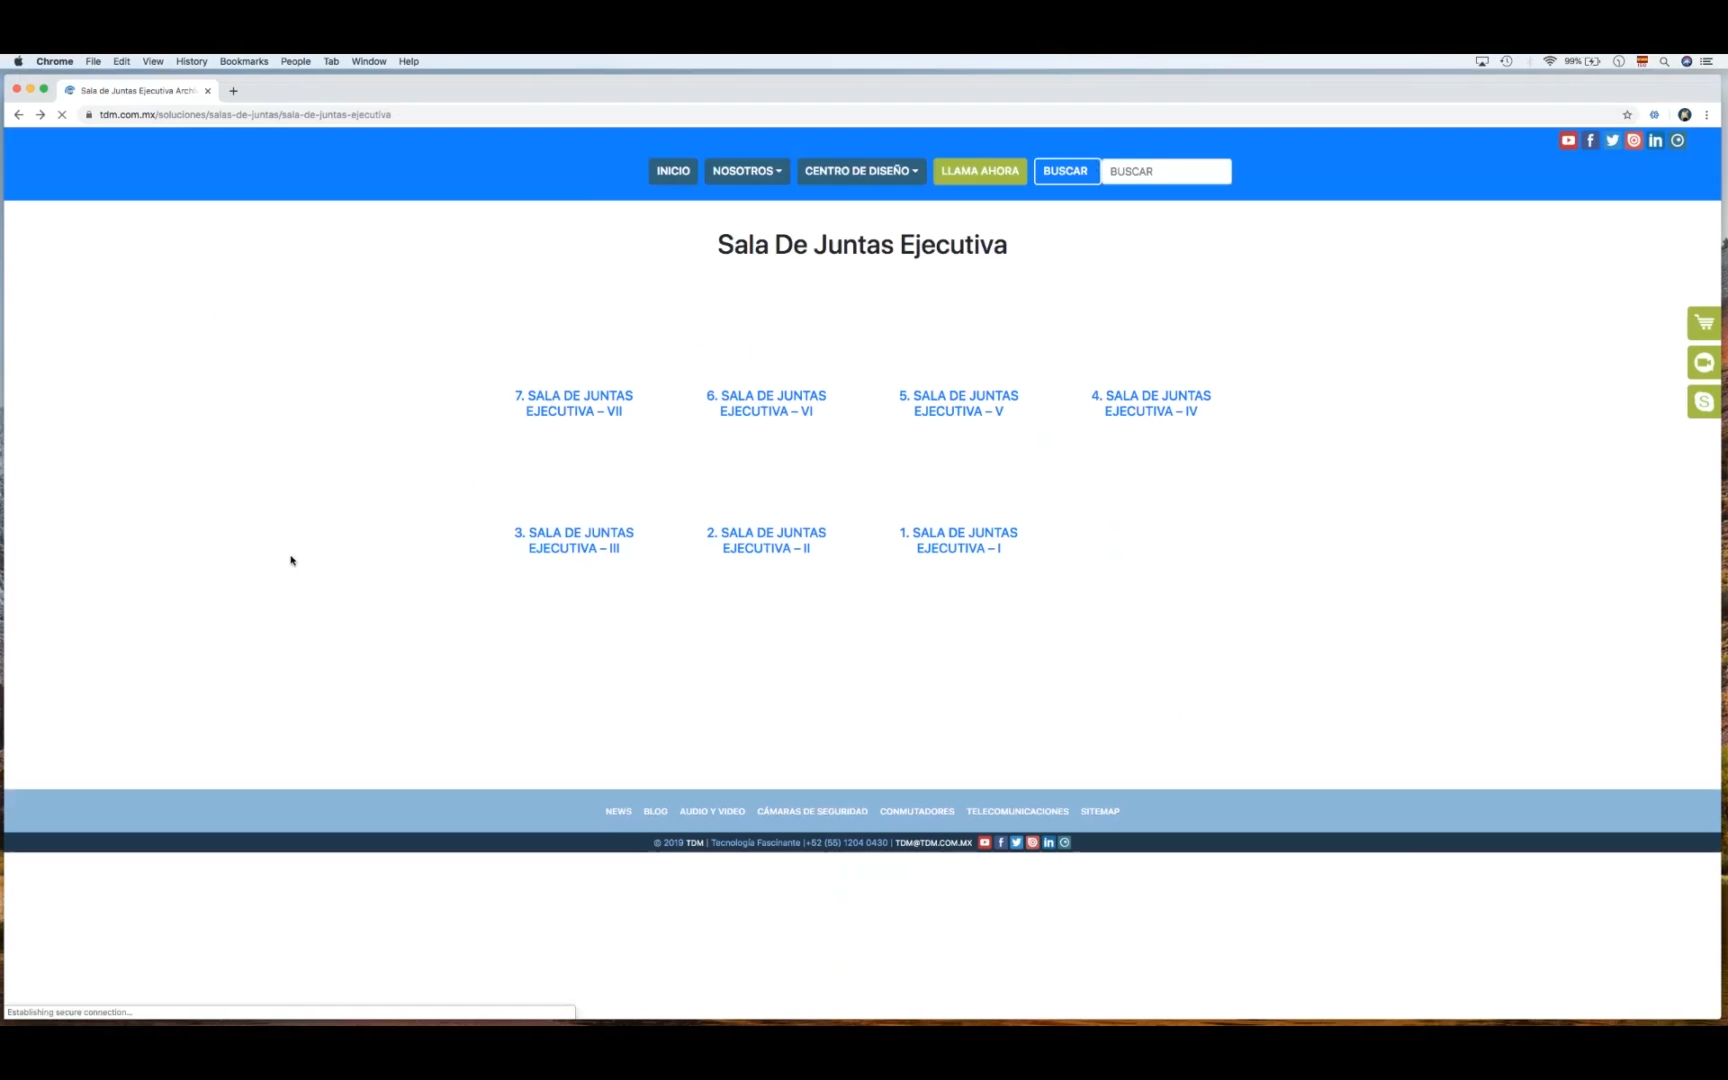 Chrome File Edit View History Bookmarks People Tab Window Help
99%
Sala de Juntas Ejecutiva Archi
tdm.com.mx/soluciones/salas-de-juntas/sala-de-juntas-ejecutiva
INICIO NOSOTROS CENTRO DE DISEÑO LLAMA AHORA BUSCAR BUSCAR
Sala De Juntas Ejecutiva
7. SALA DE JUNTAS
EJECUTIVA – VII
6. SALA DE JUNTAS
EJECUTIVA – VI
5. SALA DE JUNTAS
EJECUTIVA – V
4. SALA DE JUNTAS
EJECUTIVA – IV
3. SALA DE JUNTAS
EJECUTIVA – III
2. SALA DE JUNTAS
EJECUTIVA – II
1. SALA DE JUNTAS
EJECUTIVA – I
NEWS BLOG AUDIO Y VIDEO CÁMARAS DE SEGURIDAD CONMUTADORES TELECOMUNICACIONES SITEMAP
© 2019 TDM | Tecnología Fascinante |+52 (55) 1204 0430 | TDM@TDM.COM.MX
Establishing secure connection...